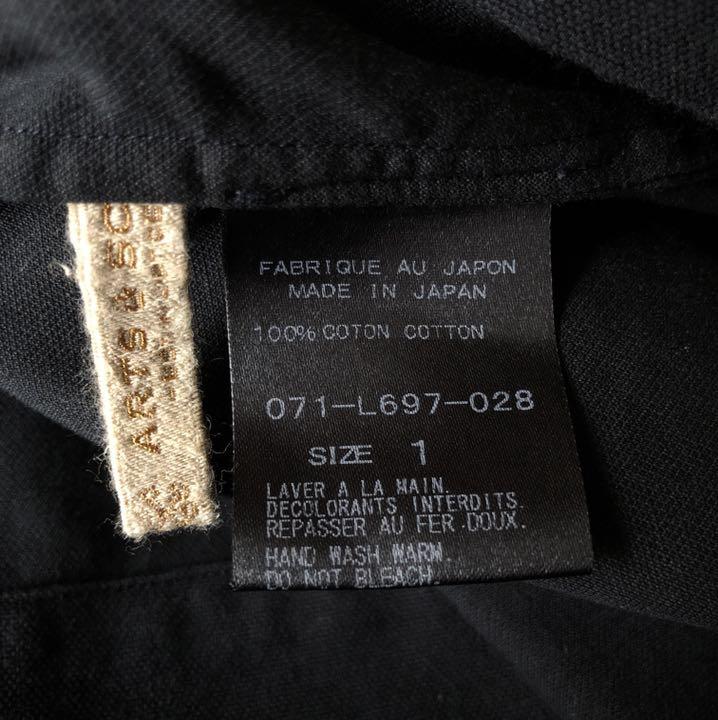 ARTS & SC
FABRIQUE AU JAPON
MADE IN JAPAN
100% COTON COTTON
071-L697-028
SIZE 1
LAVER A LA MAIN.
DECOLORANTS INTERDITS.
REPASSER AU FER DOUX.
HAND WASH WARM.
DO NOT BLEACH.